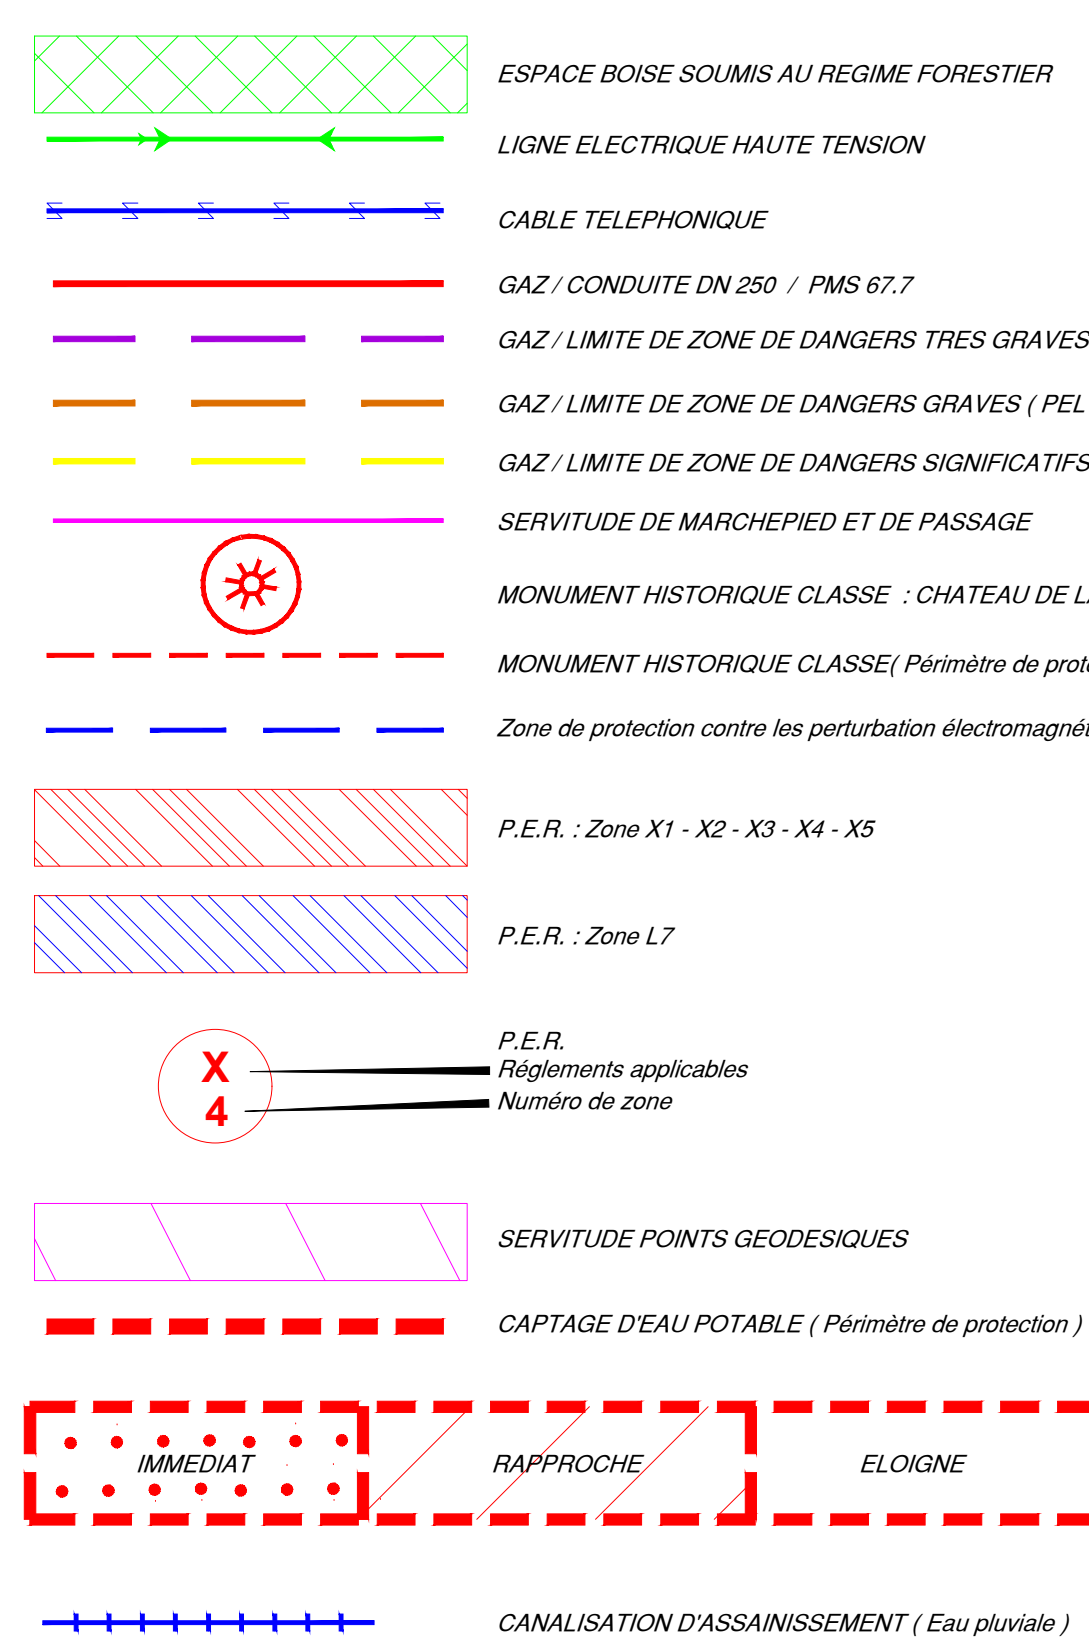 ESPACE BOISE SOUMIS AU REGIME FORESTIER
LIGNE ELECTRIQUE HAUTE TENSION
CABLE TELEPHONIQUE
GAZ / CONDUITE DN 250 / PMS 67.7
GAZ / LIMITE DE ZONE DE DANGERS TRES GRAVES
GAZ / LIMITE DE ZONE DE DANGERS GRAVES ( PEL
GAZ / LIMITE DE ZONE DE DANGERS SIGNIFICATIFS
SERVITUDE DE MARCHEPIED ET DE PASSAGE
MONUMENT HISTORIQUE CLASSE : CHATEAU DE
MONUMENT HISTORIQUE CLASSE( Périmètre de
Zone de protection contre les perturbation
P.E.R. : Zone X1 - X2 - X3 - X4 - X5
P.E.R. : Zone L7
P.E.R.
X Réglements applicables
4 Numéro de zone
SERVITUDE POINTS GEODESIQUES
CAPTAGE D'EAU POTABLE ( Périmètre de protection )
IMMEDIAT RAPPROCHE ELOIGNE
CANALISATION D'ASSAINISSEMENT ( Eau pluviale )